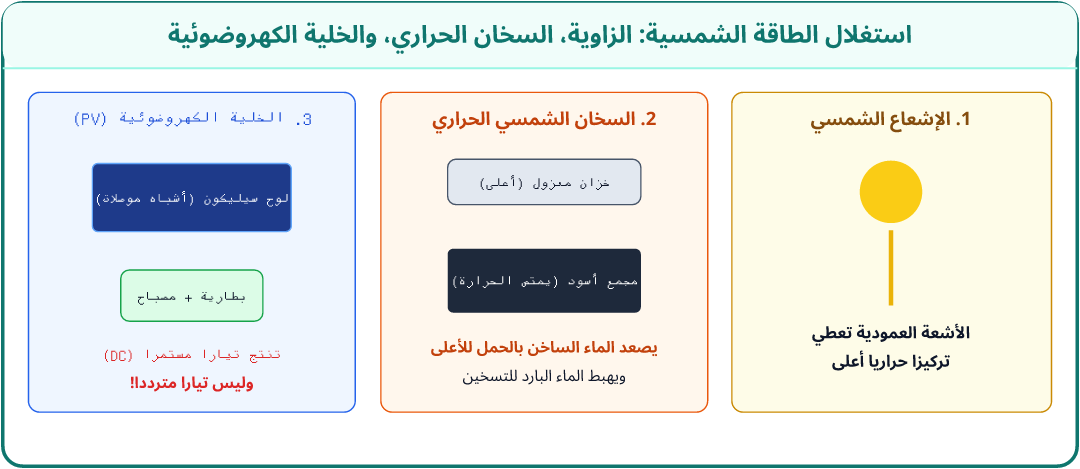 استغلال الطاقة الشمسية: الزاوية، السخان الحراري، والخلية الكهروضوئية
1. الإشعاع الشمسي
الأشعة العمودية تعطي
تركيزا حراريا أعلى
2. السخان الشمسي الحراري
خزان معزول (أعلى)
مجمع أسود (يمتص الحرارة)
يصعد الماء الساخن بالحمل للأعلى
ويهبط الماء البارد للتسخين
3. الخلية الكهروضوئية (PV)
لوح سيليكون (أشباه موصلات)
بطارية + مصباح
تنتج تيارا مستمرا (DC)
وليس تيارا مترددا!